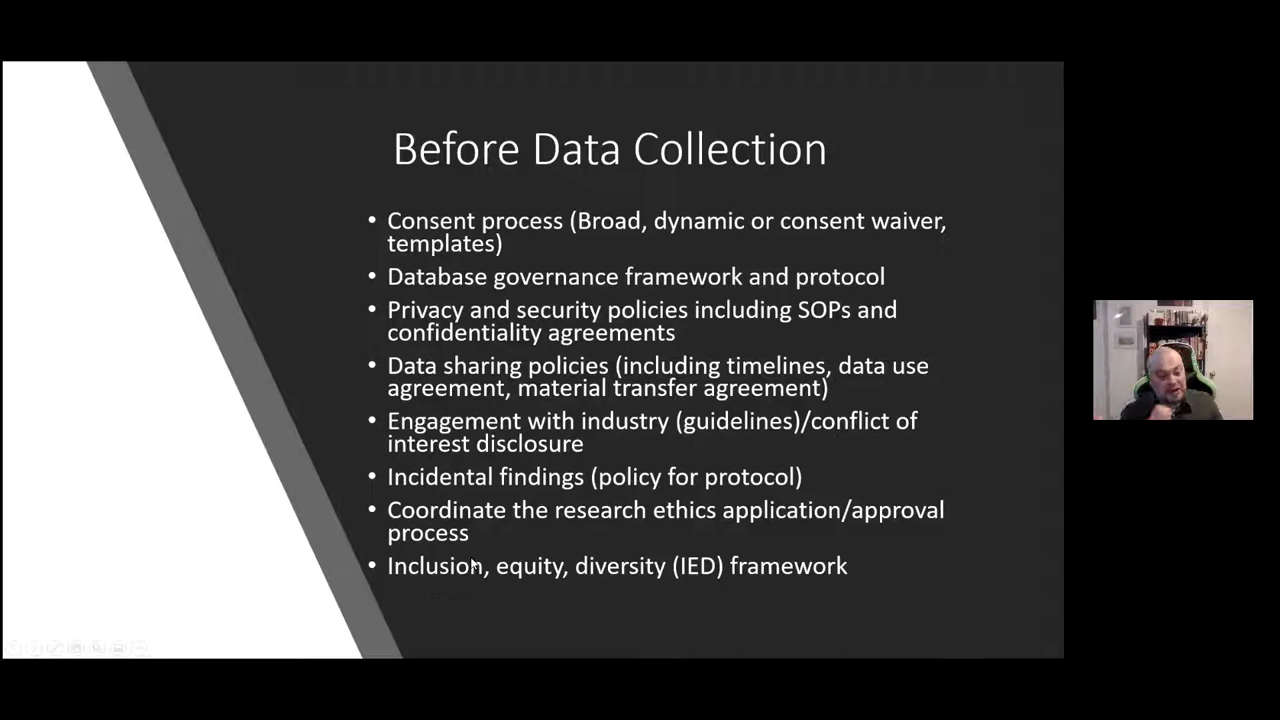 Before Data Collection
• Consent process (Broad, dynamic or consent waiver,
templates)
• Database governance framework and protocol
• Privacy and security policies including SOPs and
confidentiality agreements
• Data sharing policies (including timelines, data use
agreement, material transfer agreement)
• Engagement with industry (guidelines)/conflict of
interest disclosure
• Incidental findings (policy for protocol)
• Coordinate the research ethics application/approval
process
• Inclusion, equity, diversity (IED) framework